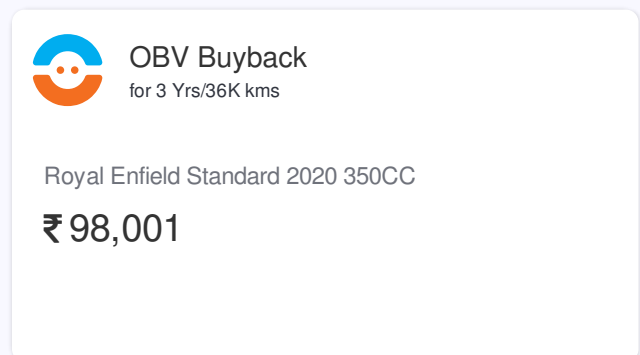 OBV Buyback
for 3 Yrs/36K kms
Royal Enfield Standard 2020 350CC
₹ 98,001